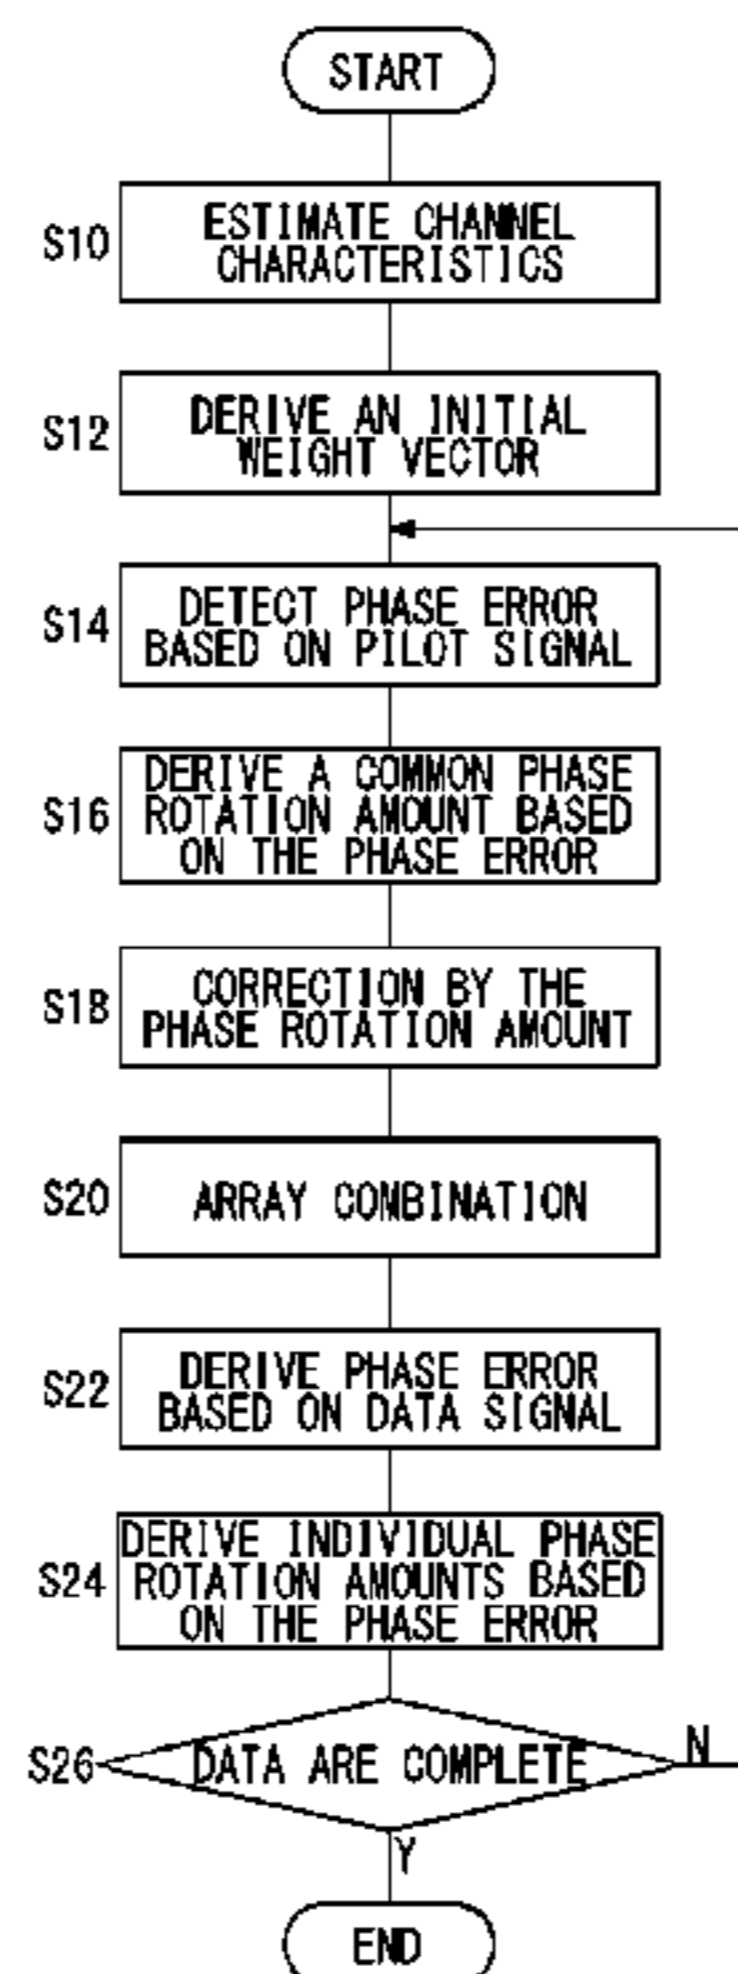 START
S10
ESTIMATE CHANNEL
CHARACTERISTICS
S12
DERIVE AN INITIAL
WEIGHT VECTOR
S14
DETECT PHASE ERROR
BASED ON PILOT SIGNAL
S16
DERIVE A COMMON PHASE
ROTATION AMOUNT BASED
ON THE PHASE ERROR
S18
CORRECTION BY THE
PHASE ROTATION AMOUNT
S20
ARRAY COMBINATION
S22
DERIVE PHASE ERROR
BASED ON DATA SIGNAL
S24
DERIVE INDIVIDUAL PHASE
ROTATION AMOUNTS BASED
ON THE PHASE ERROR
S26
DATA ARE COMPLETE
N
Y
END